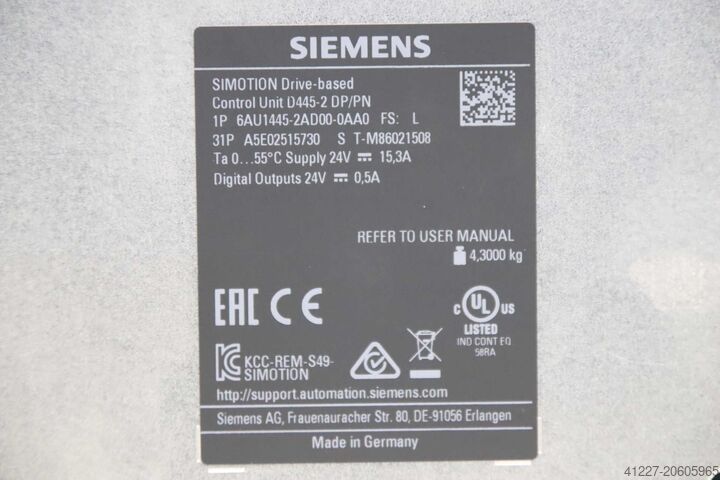 SIEMENS
SIMOTION Drive-based
Control Unit D445-2 DP/PN
1P 6AU1445-2AD00-0AA0 FS: L
31P A5E02515730 S T-M86021508
Ta 0...55°C Supply 24V ⎓ 15,3A
Digital Outputs 24V ⎓ 0,5A
REFER TO USER MANUAL
4,3000 kg
EAC CE
C UL US
LISTED
IND CONT EQ
58RA
KCC-REM-S49-
SIMOTION
http://support.automation.siemens.com
Siemens AG, Frauenauracher Str. 80, DE-91056 Erlangen
Made in Germany
41227-20605965